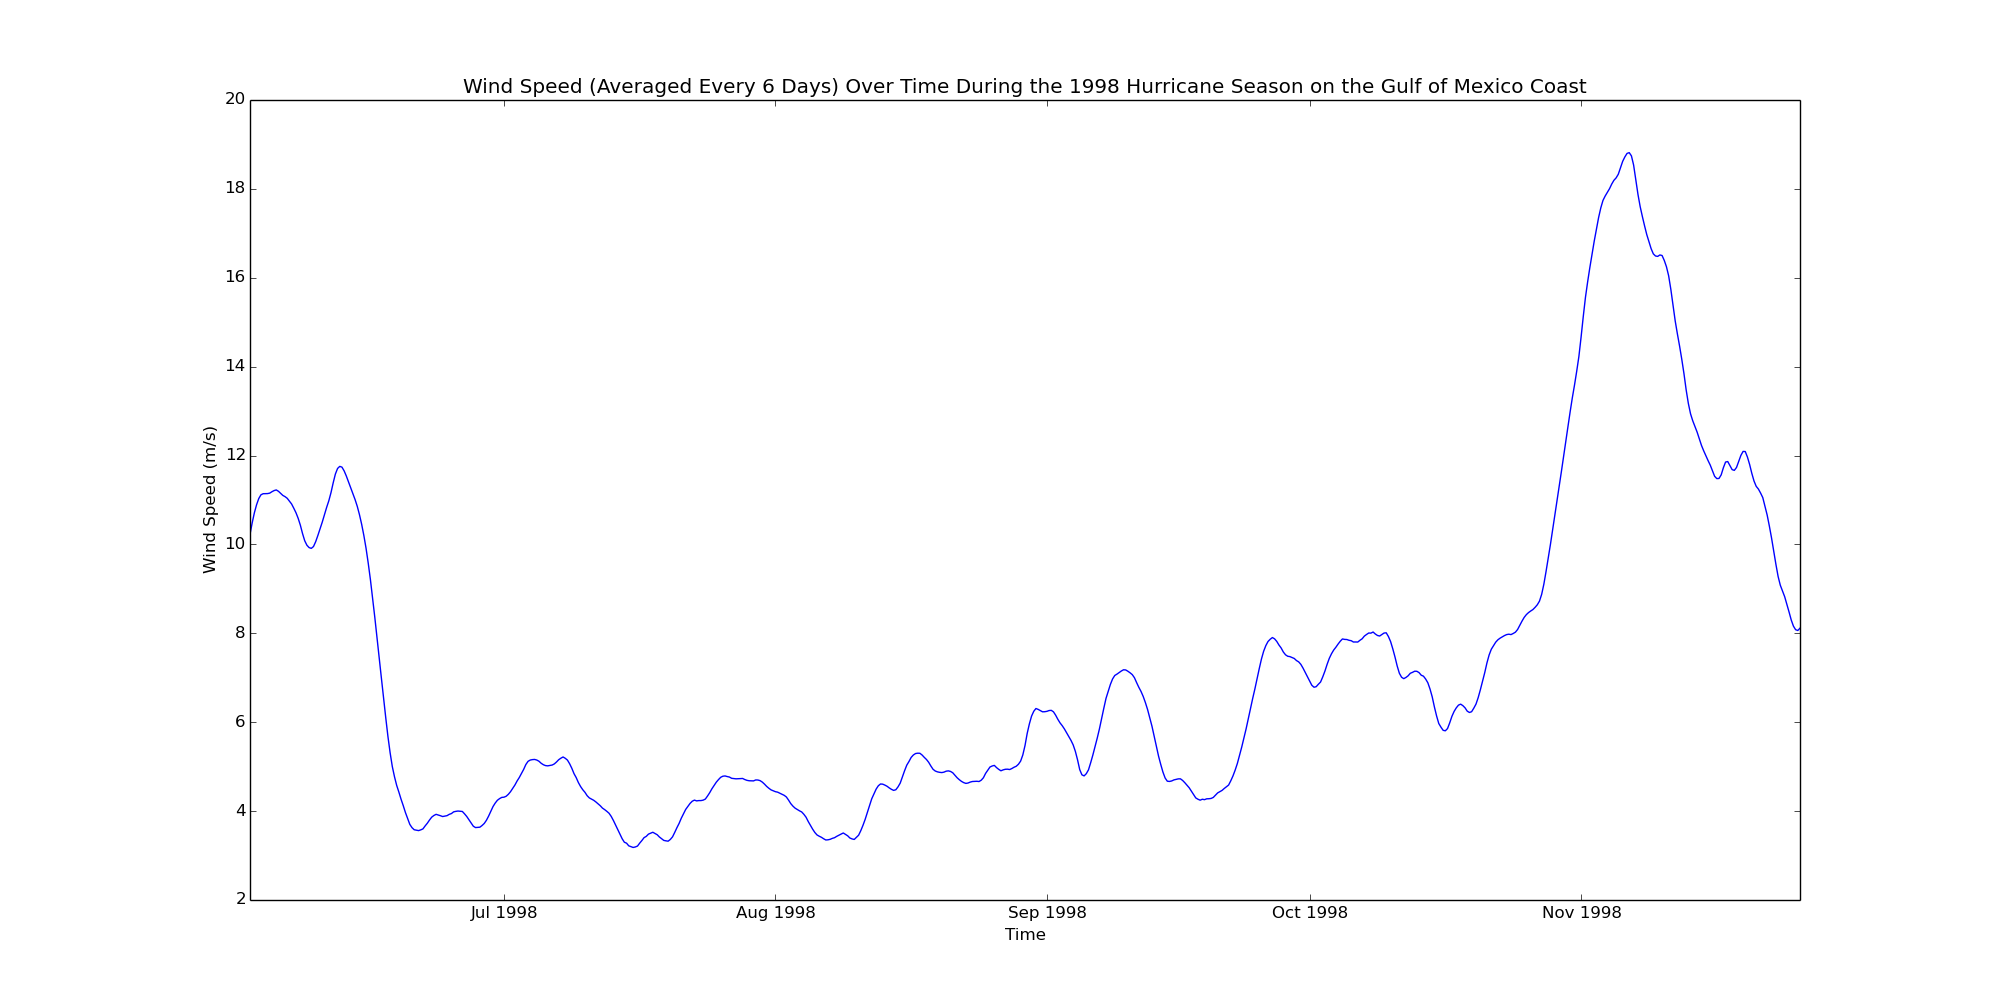 Wind Speed (Averaged Every 6 Days) Over Time During the 1998 Hurricane Season on the Gulf of Mexico Coast
20
18
16
14
12
10
8
6
4
2
Wind Speed (m/s)
Jul 1998 Aug 1998 Sep 1998 Oct 1998 Nov 1998
Time